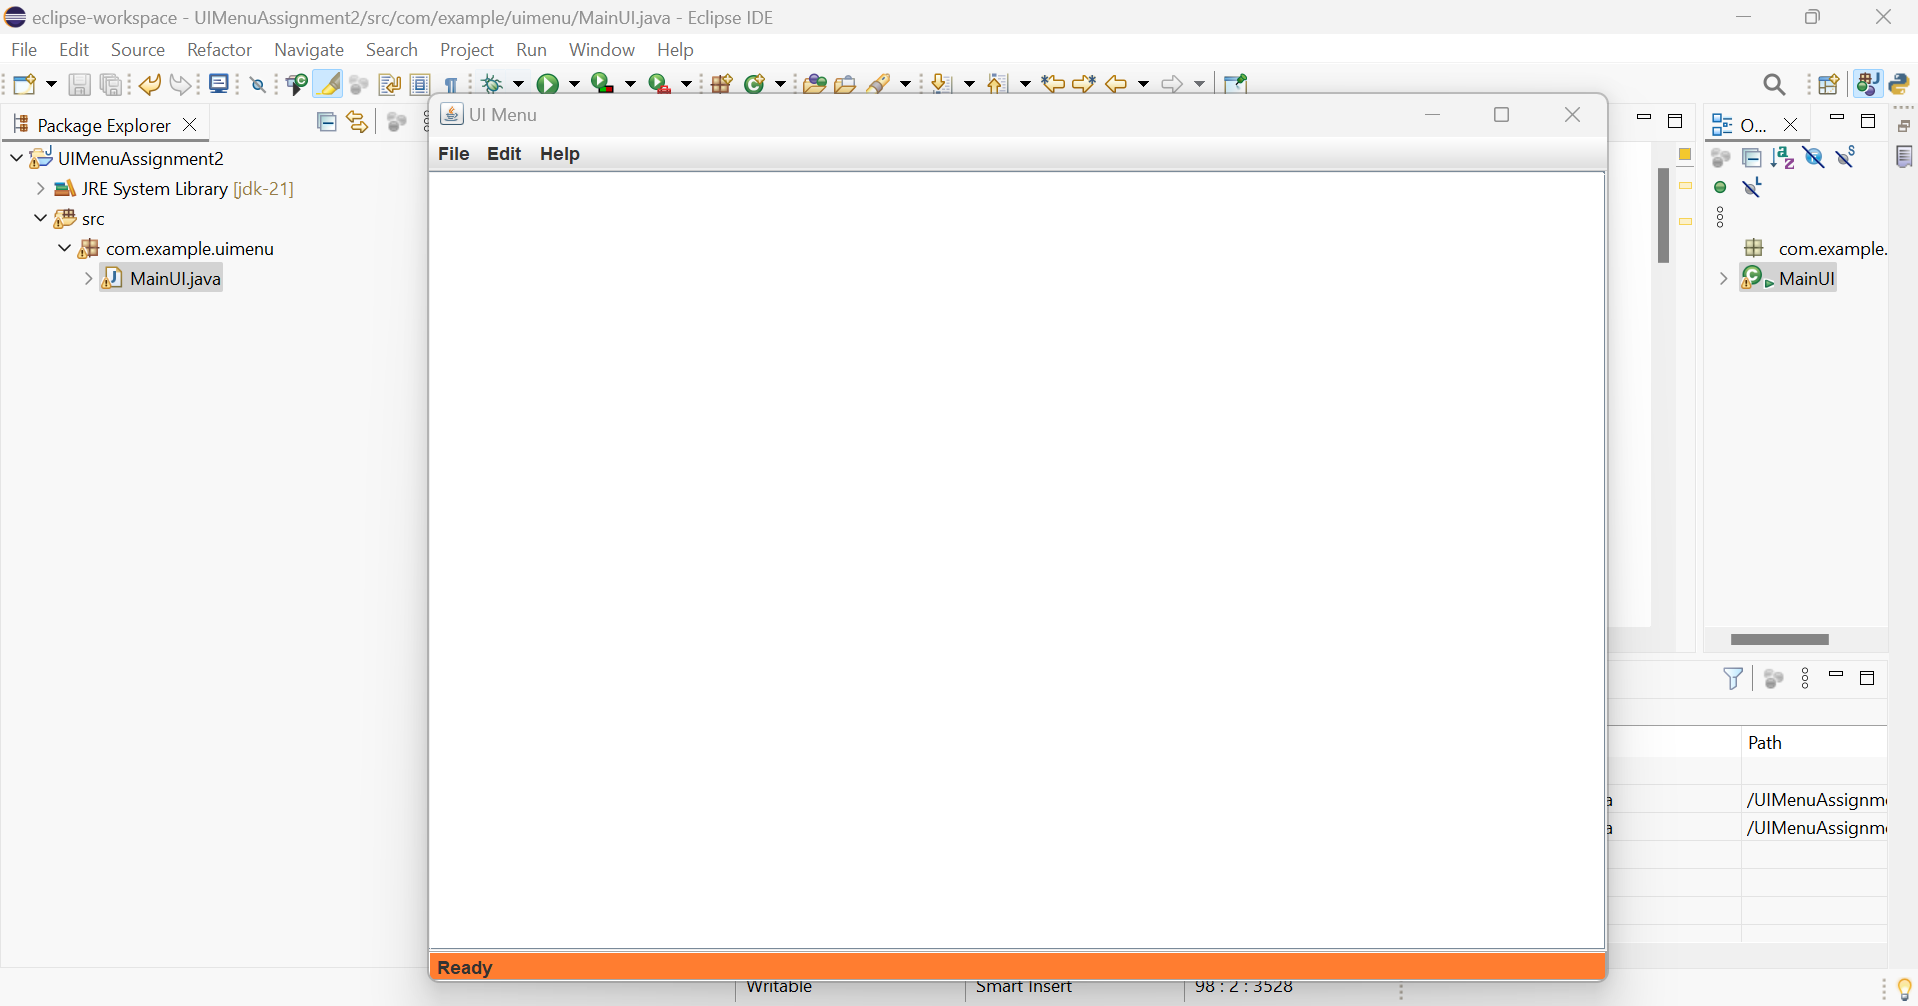 eclipse-workspace - UIMenuAssignment2/src/com/example/uimenu/MainUI.java - Eclipse IDE
File Edit Source Refactor Navigate Search Project Run Window Help
Package Explorer
UIMenuAssignment2
JRE System Library [jdk-21]
src
com.example.uimenu
MainUI.java
UI Menu
File Edit Help
Ready
O...
com.example.
MainUI
Path
a /UIMenuAssignm
a /UIMenuAssignm
Writable Smart Insert 98 : 2 : 3528